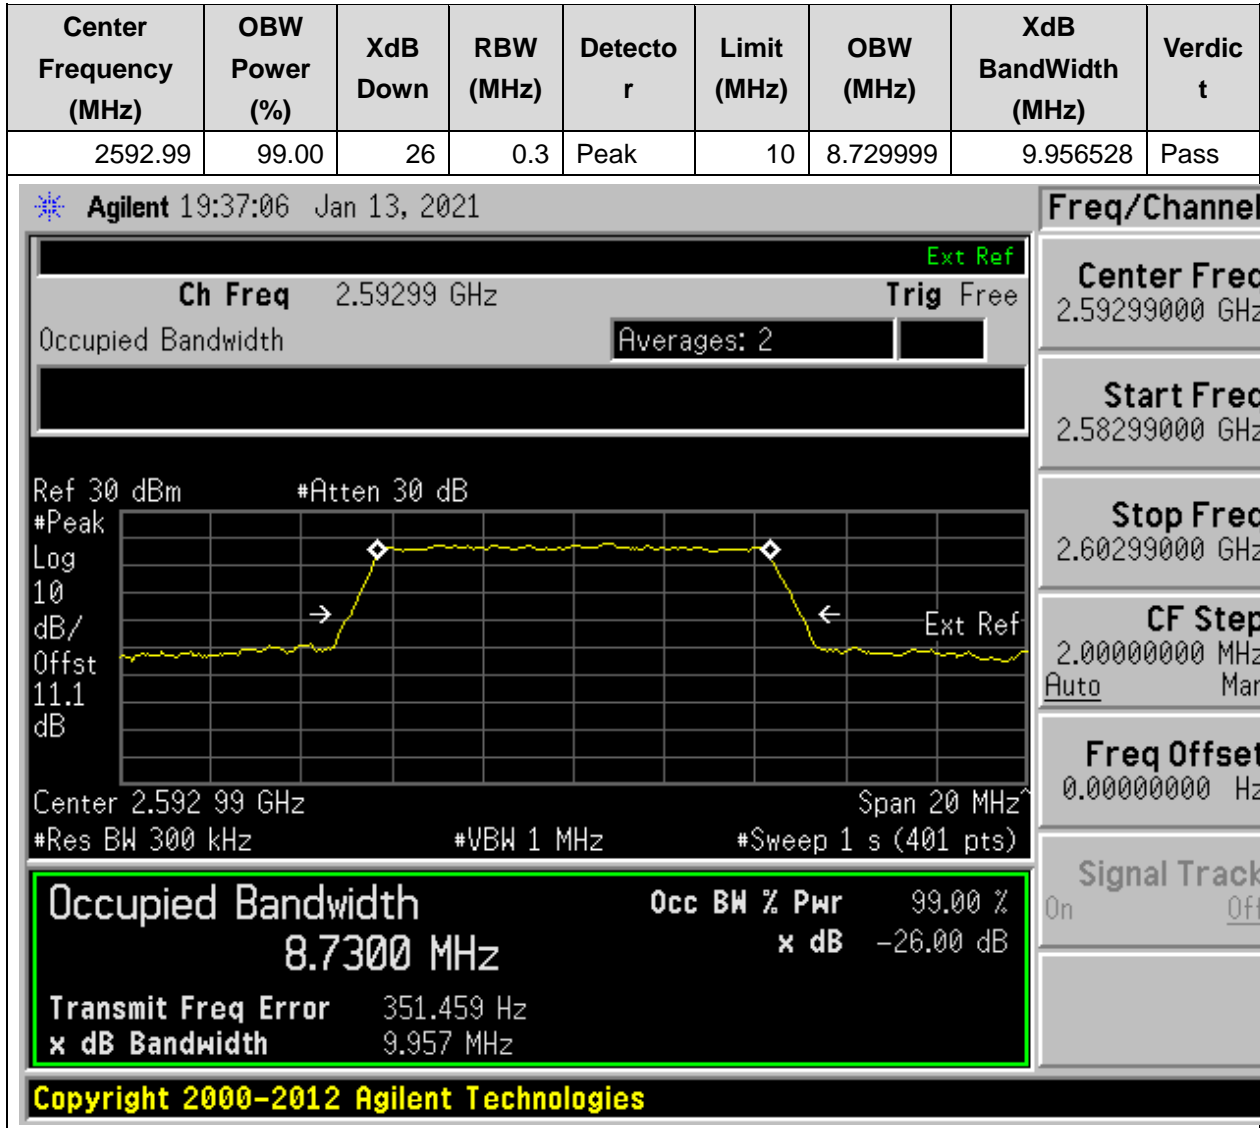 Center Frequency (MHz) OBW Power (%) XdB Down RBW (MHz) Detecto r Limit (MHz) OBW (MHz) XdB BandWidth (MHz) Verdic t
2592.99 99.00 26 0.3 Peak 10 8.729999 9.956528 Pass
Agilent 19:37:06 Jan 13, 2021 Freq/Channel
Ext Ref
Ch Freq 2.59299 GHz Trig Free
Occupied Bandwidth Averages: 2
Center Freq
2.59299000 GHz
Start Freq
2.58299000 GHz
Stop Freq
2.60299000 GHz
CF Step
2.00000000 MHz
Auto Man
Freq Offset
0.00000000 Hz
Signal Track
On Off
Ref 30 dBm #Atten 30 dB
#Peak
Log
10
dB/
Offst
11.1
dB
Ext Ref
Center 2.592 99 GHz Span 20 MHz^
#Res BW 300 kHz #VBW 1 MHz #Sweep 1 s (401 pts)
Occupied Bandwidth Occ BW % Pwr 99.00 %
8.7300 MHz x dB -26.00 dB
Transmit Freq Error 351.459 Hz
x dB Bandwidth 9.957 MHz
Copyright 2000-2012 Agilent Technologies